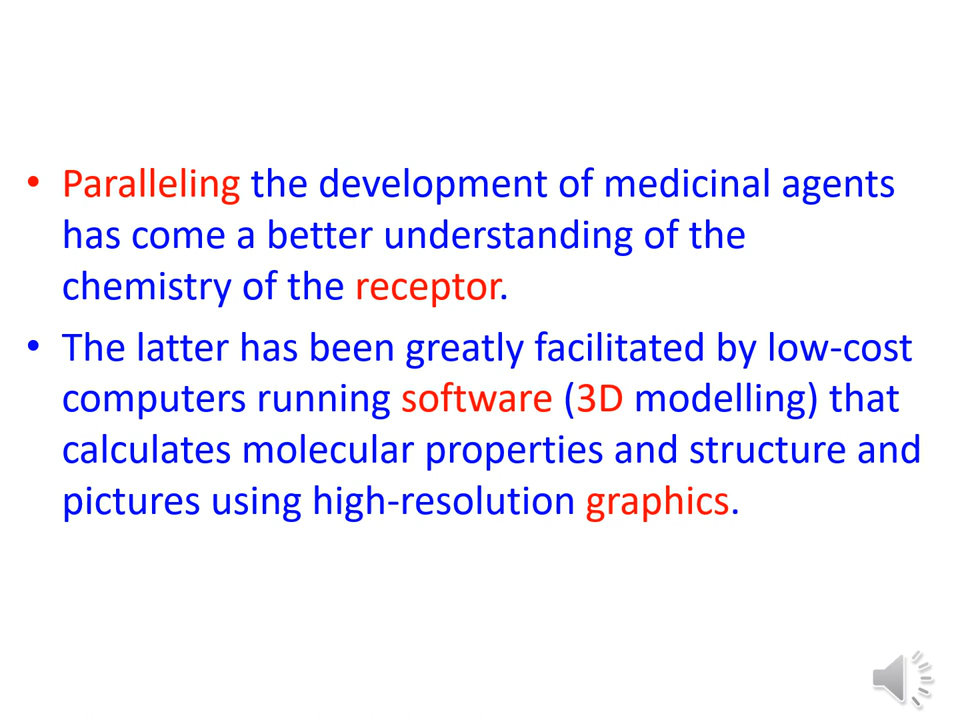 • Paralleling the development of medicinal agents
has come a better understanding of the
chemistry of the receptor.
• The latter has been greatly facilitated by low-cost
computers running software (3D modelling) that
calculates molecular properties and structure and
pictures using high-resolution graphics.